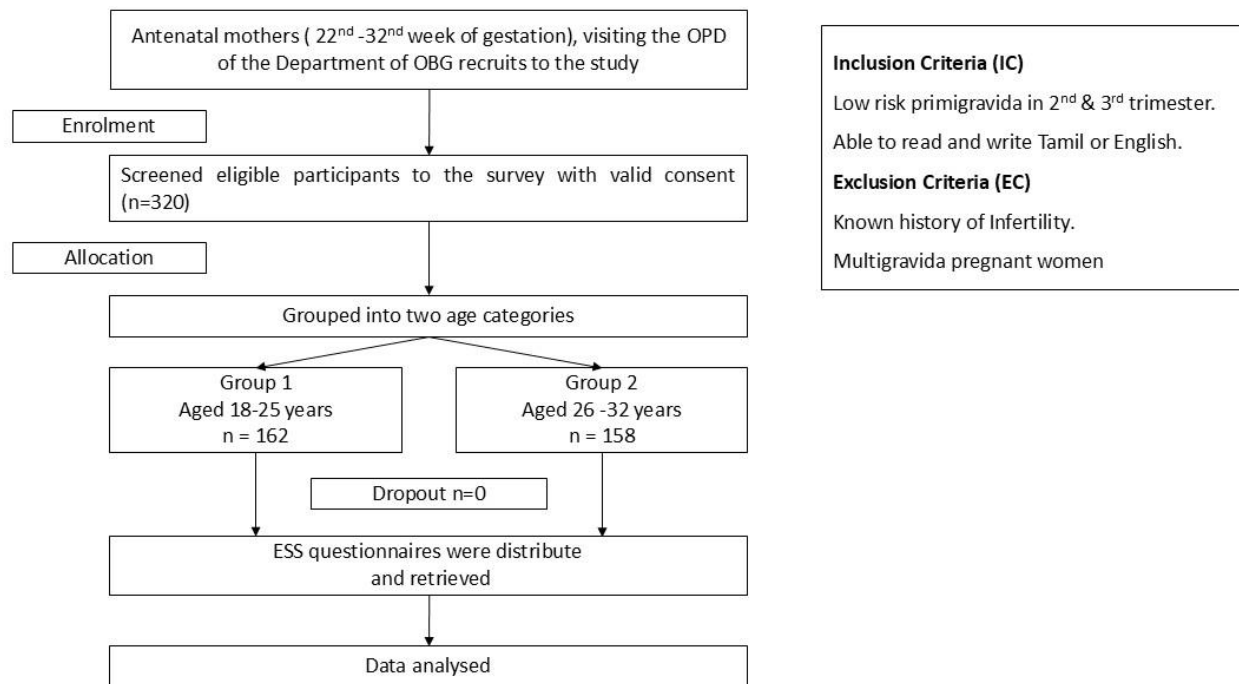 Antenatal mothers ( 22nd -32nd week of gestation), visiting the OPD
of the Department of OBG recruits to the study
Enrolment
Screened eligible participants to the survey with valid consent
(n=320)
Allocation
Grouped into two age categories
Group 1
Aged 18-25 years
n = 162
Group 2
Aged 26 -32 years
n = 158
Dropout n=0
ESS questionnaires were distribute
and retrieved
Data analysed
Inclusion Criteria (IC)
Low risk primigravida in 2nd & 3rd trimester.
Able to read and write Tamil or English.
Exclusion Criteria (EC)
Known history of Infertility.
Multigravida pregnant women